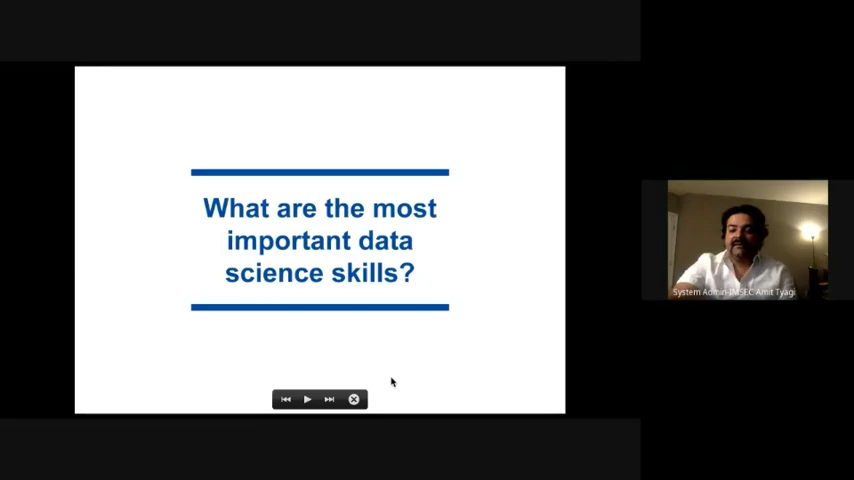 What are the most
important data
science skills?
System Admin-IMSEC Amit Tyagi